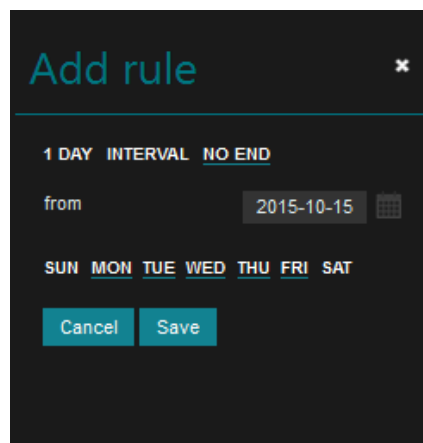 Add rule
1 DAY INTERVAL NO END
from 2015-10-15
SUN MON TUE WED THU FRI SAT
Cancel Save